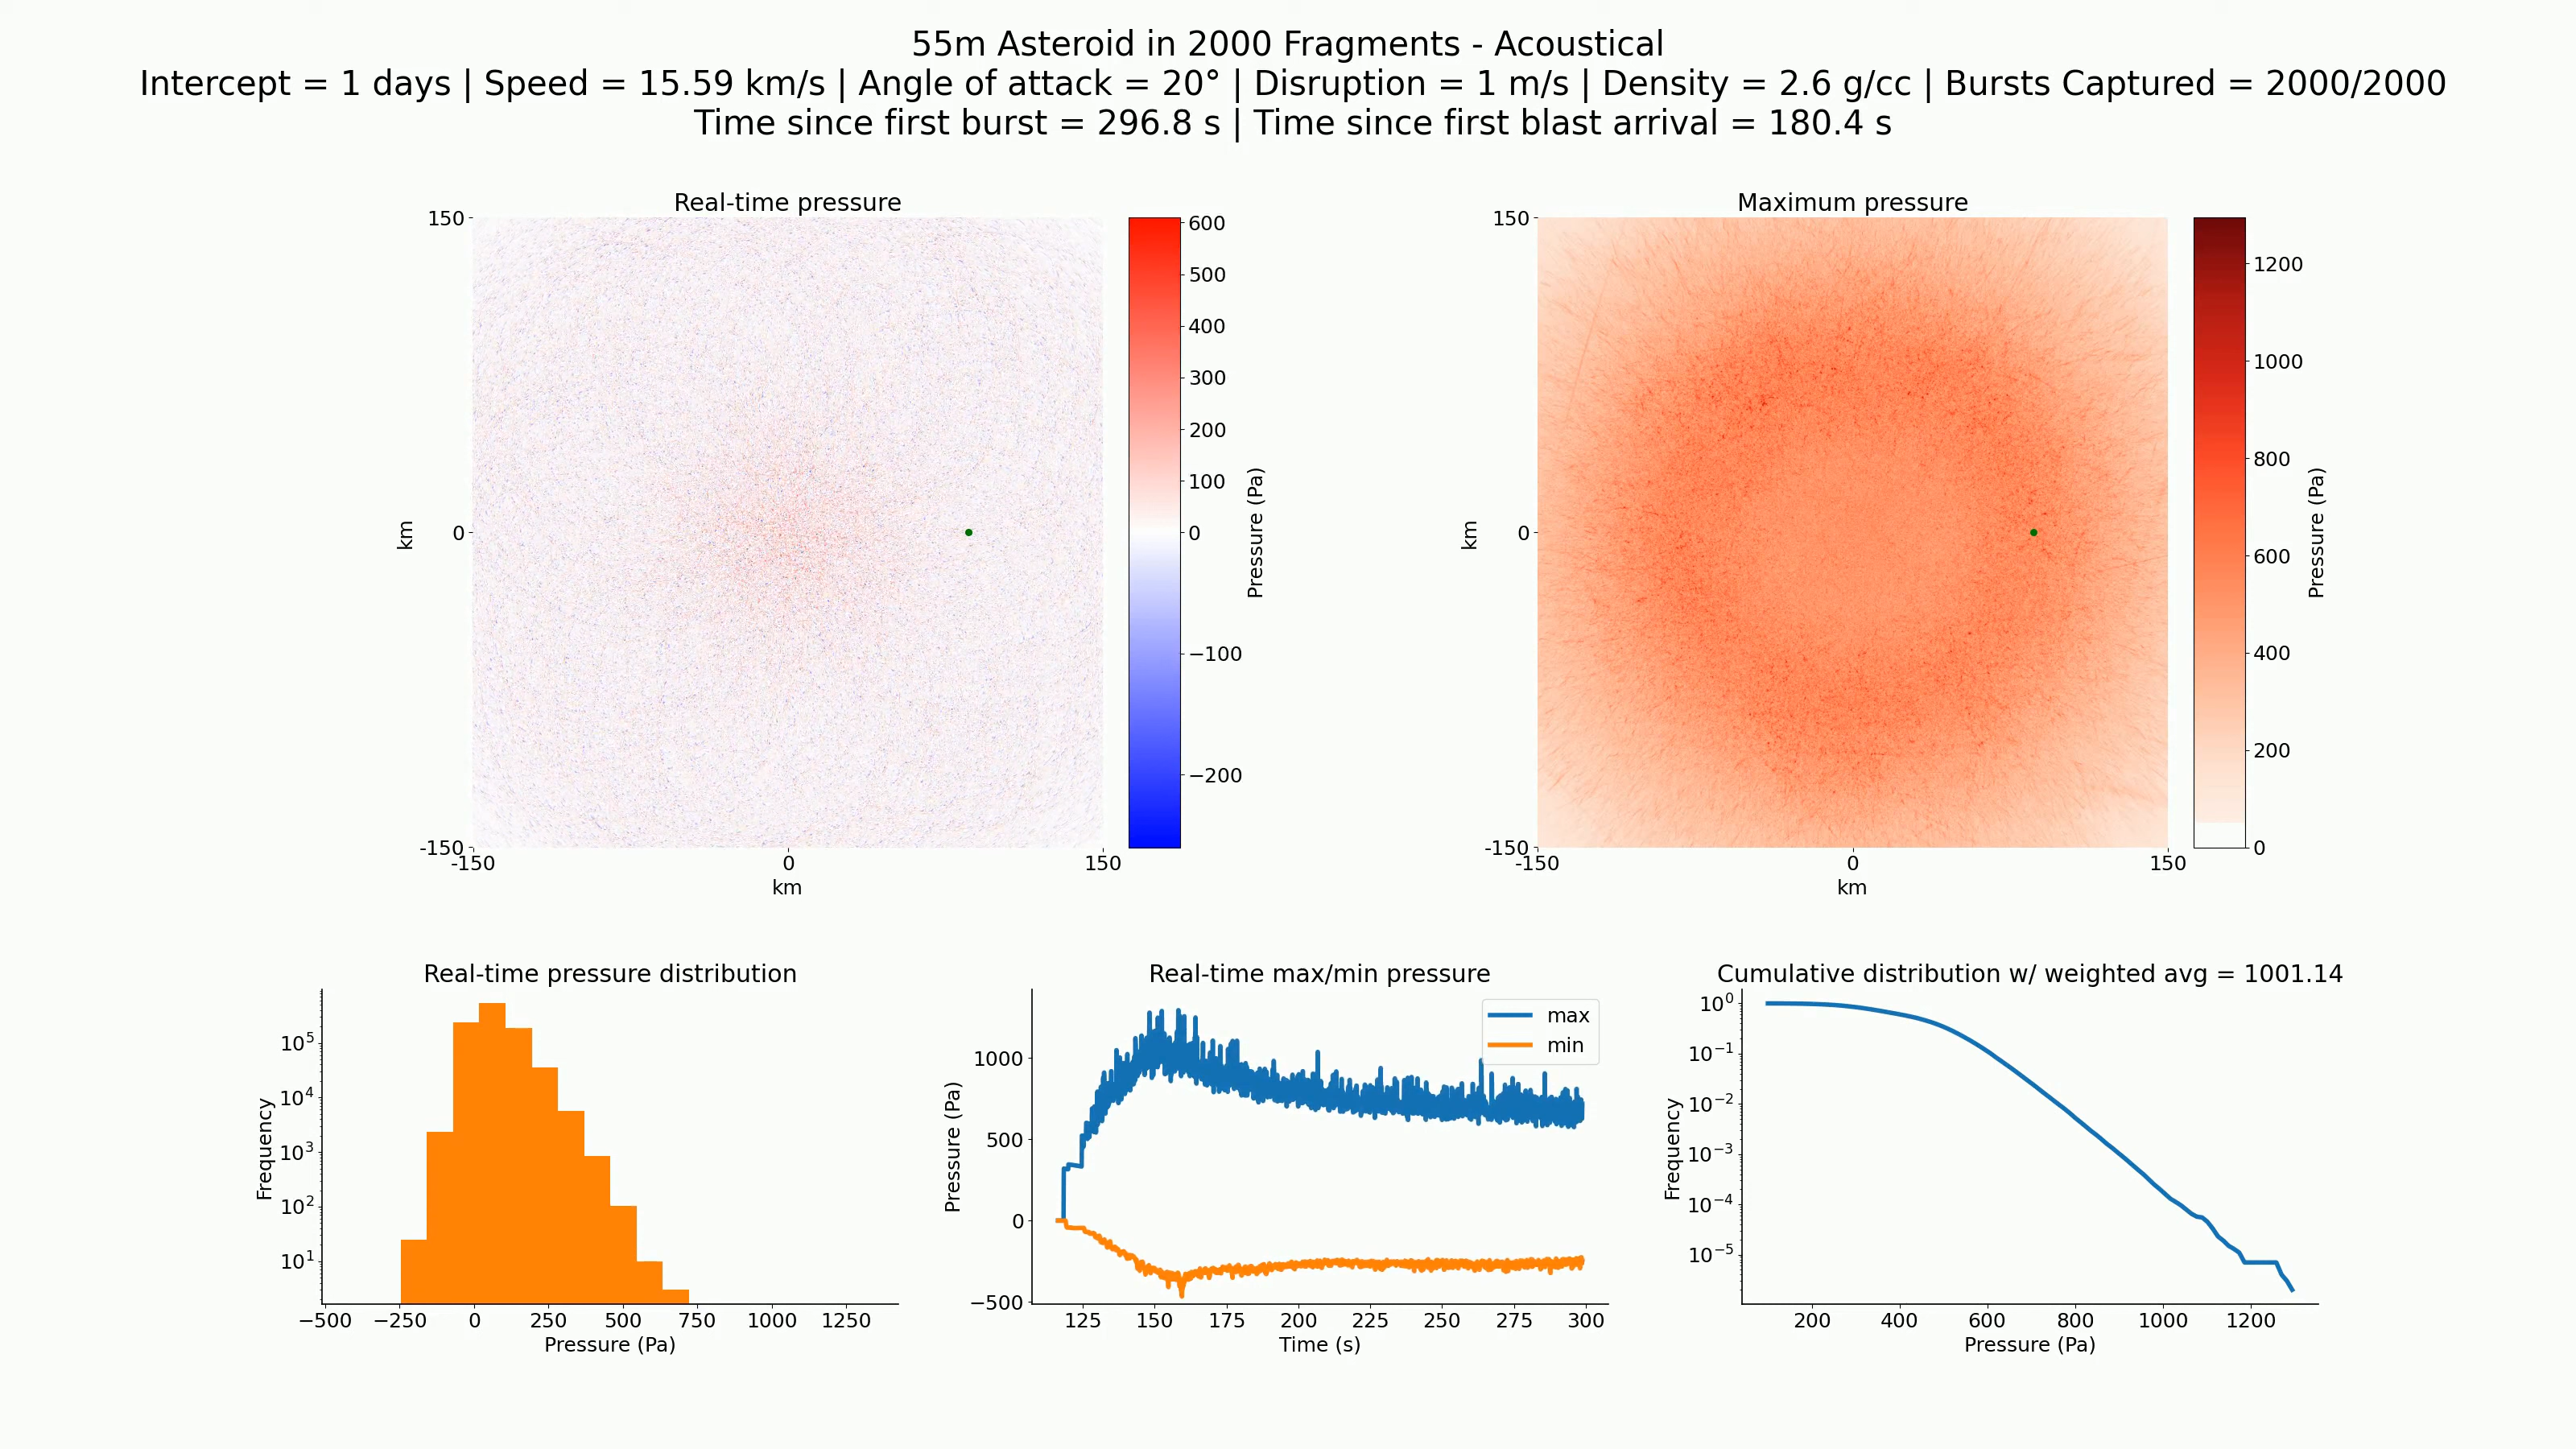 55m Asteroid in 2000 Fragments - Acoustical
Intercept = 1 days | Speed = 15.59 km/s | Angle of attack = 20° | Disruption = 1 m/s | Density = 2.6 g/cc | Bursts Captured = 2000/2000
Time since first burst = 296.8 s | Time since first blast arrival = 180.4 s
Real-time pressure
150
0
-150
km
-150
0
150
km
600
500
400
300
200
100
0
−100
−200
Pressure (Pa)
Maximum pressure
150
0
-150
km
-150
0
150
km
1200
1000
800
600
400
200
0
Pressure (Pa)
Real-time pressure distribution
10^5
10^4
10^3
10^2
10^1
Frequency
−500 −250 0 250 500 750 1000 1250
Pressure (Pa)
Real-time max/min pressure
max
min
1000
500
0
−500
Pressure (Pa)
125 150 175 200 225 250 275 300
Time (s)
Cumulative distribution w/ weighted avg = 1001.14
10^0
10^−1
10^−2
10^−3
10^−4
10^−5
Frequency
200 400 600 800 1000 1200
Pressure (Pa)